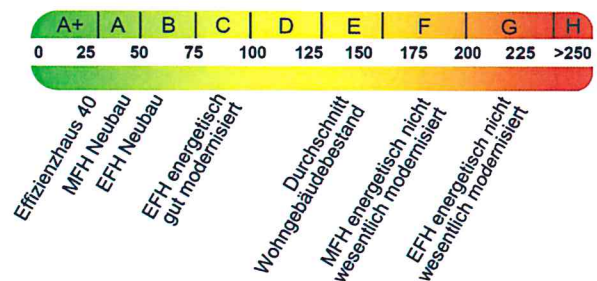 A+ A B C D E F G H
0 25 50 75 100 125 150 175 200 225 >250
Effizienzhaus 40
MFH Neubau
EFH Neubau
EFH energetisch
gut modernisiert
Durchschnitt
Wohngebäudebestand
MFH energetisch nicht
wesentlich modernisiert
EFH energetisch nicht
wesentlich modernisiert